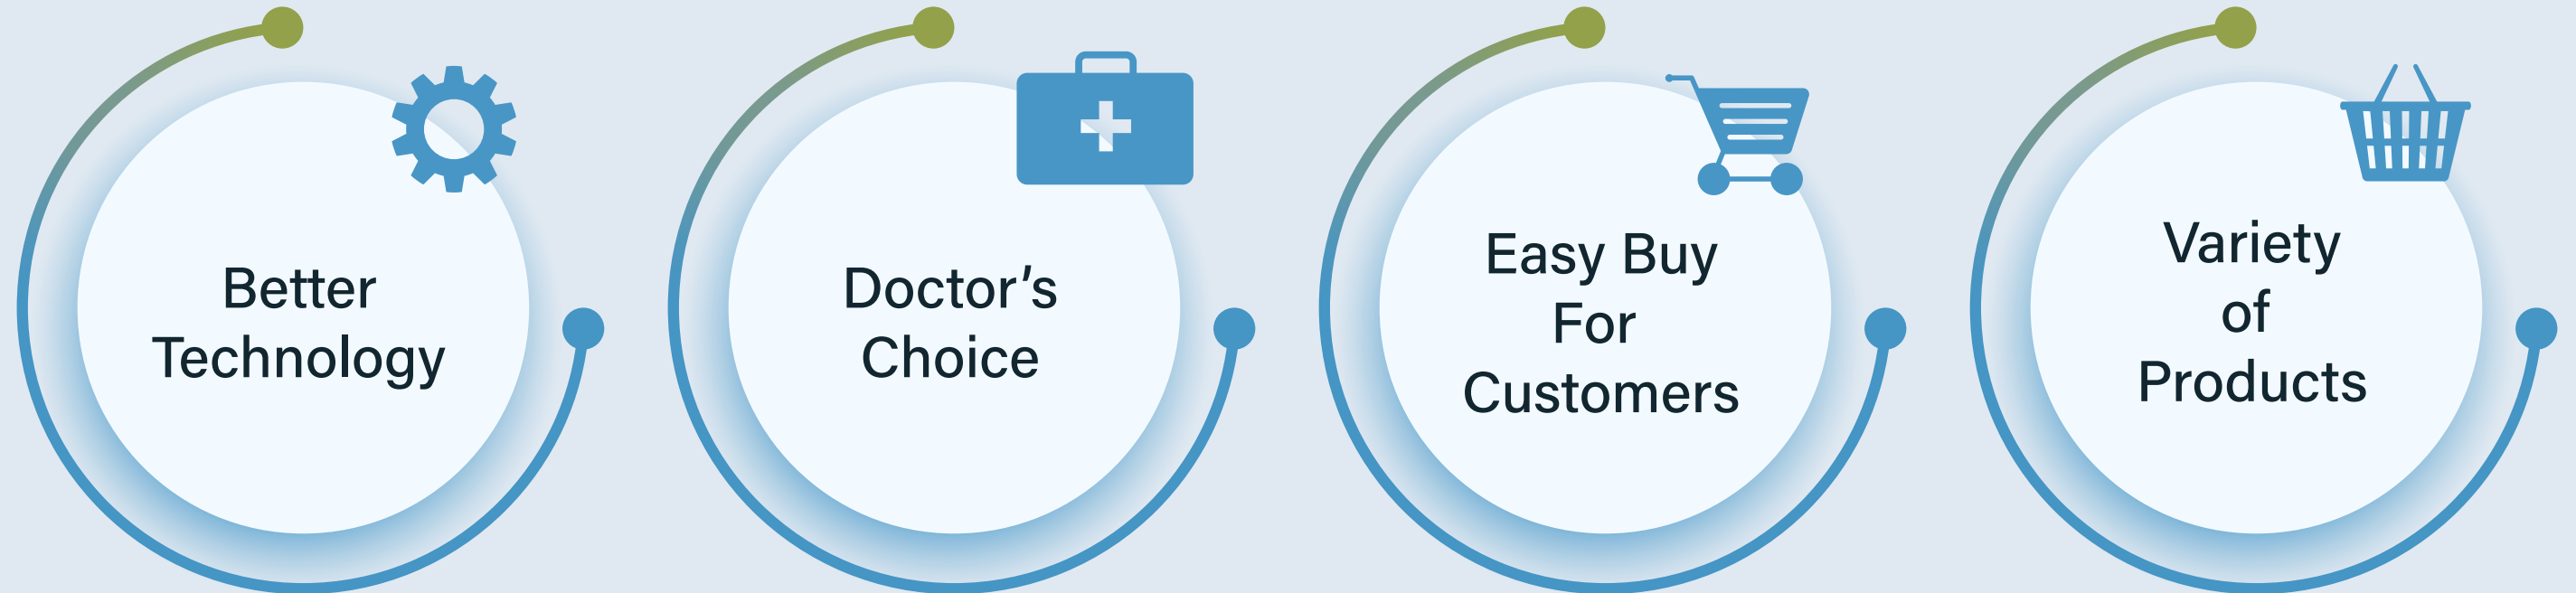 Better
Technology
Doctor’s
Choice
Easy Buy
For
Customers
Variety
of
Products